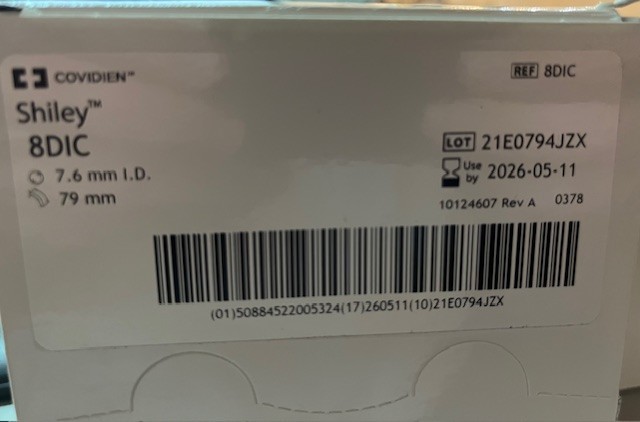 COVIDIEN™
REF 8DIC
Shiley™
8DIC
7.6 mm I.D.
79 mm
LOT 21E0794JZX
Use by 2026-05-11
10124607 Rev A 0378
(01)50884522005324(17)260511(10)21E0794JZX